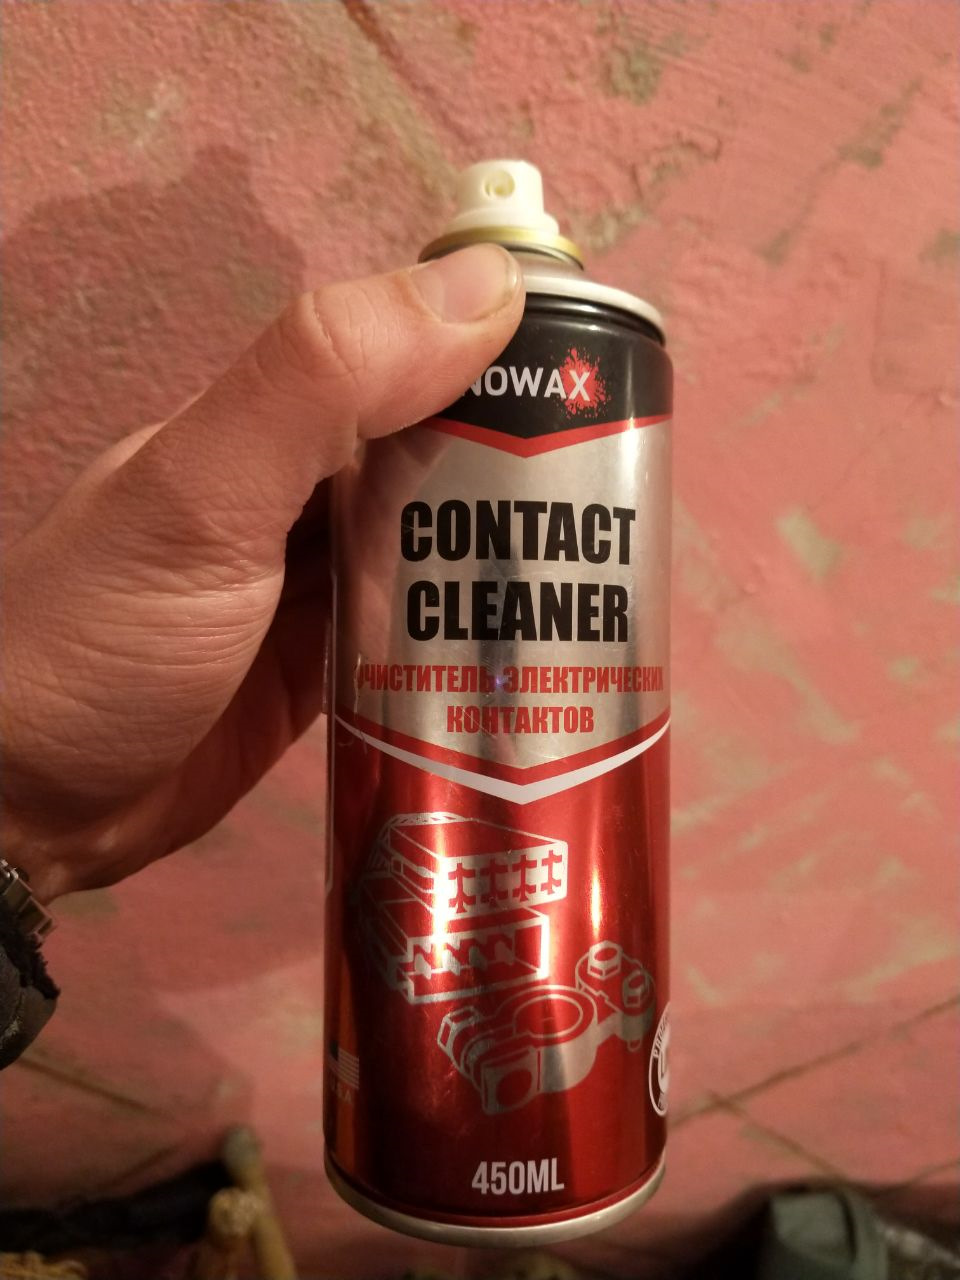 NOWAX
CONTACT
CLEANER
ОЧИСТИТЕЛЬ ЭЛЕКТРИЧЕСКИХ
КОНТАКТОВ
450ML